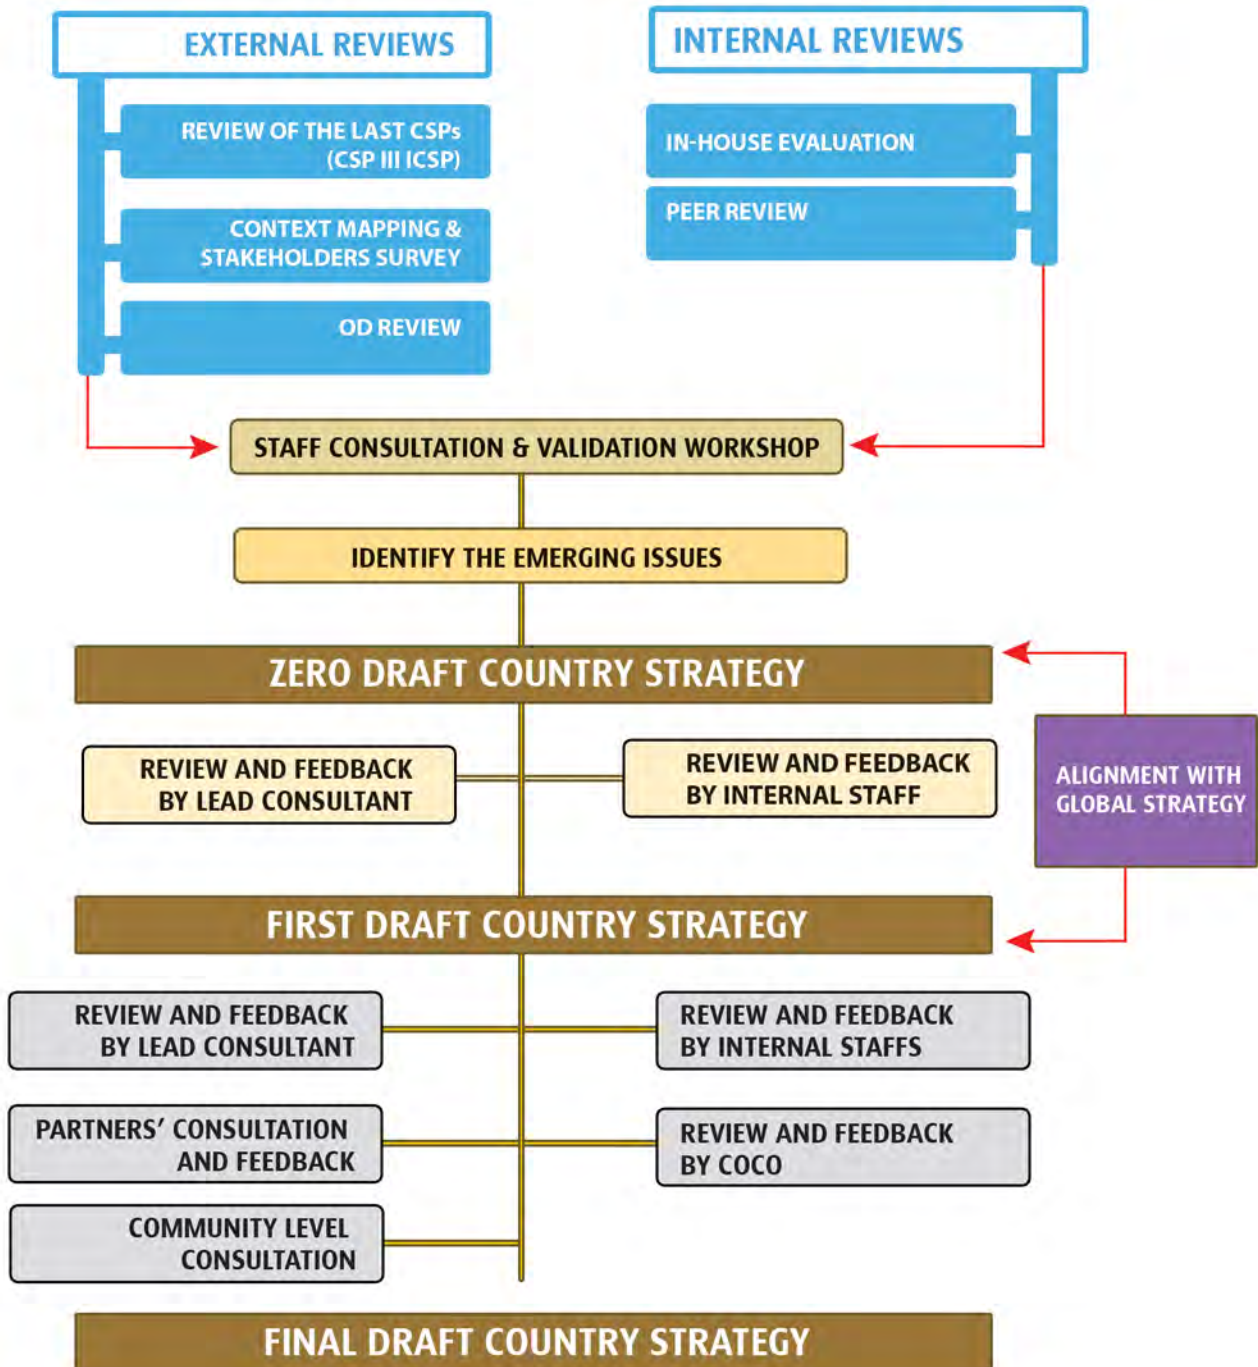 EXTERNAL REVIEWS
REVIEW OF THE LAST CSPs
(CSP III ICSP)
CONTEXT MAPPING &
STAKEHOLDERS SURVEY
OD REVIEW
INTERNAL REVIEWS
IN-HOUSE EVALUATION
PEER REVIEW
STAFF CONSULTATION & VALIDATION WORKSHOP
IDENTIFY THE EMERGING ISSUES
ZERO DRAFT COUNTRY STRATEGY
REVIEW AND FEEDBACK
BY LEAD CONSULTANT
REVIEW AND FEEDBACK
BY INTERNAL STAFF
ALIGNMENT WITH
GLOBAL STRATEGY
FIRST DRAFT COUNTRY STRATEGY
REVIEW AND FEEDBACK
BY LEAD CONSULTANT
REVIEW AND FEEDBACK
BY INTERNAL STAFFS
PARTNERS’ CONSULTATION
AND FEEDBACK
REVIEW AND FEEDBACK
BY COCO
COMMUNITY LEVEL
CONSULTATION
FINAL DRAFT COUNTRY STRATEGY